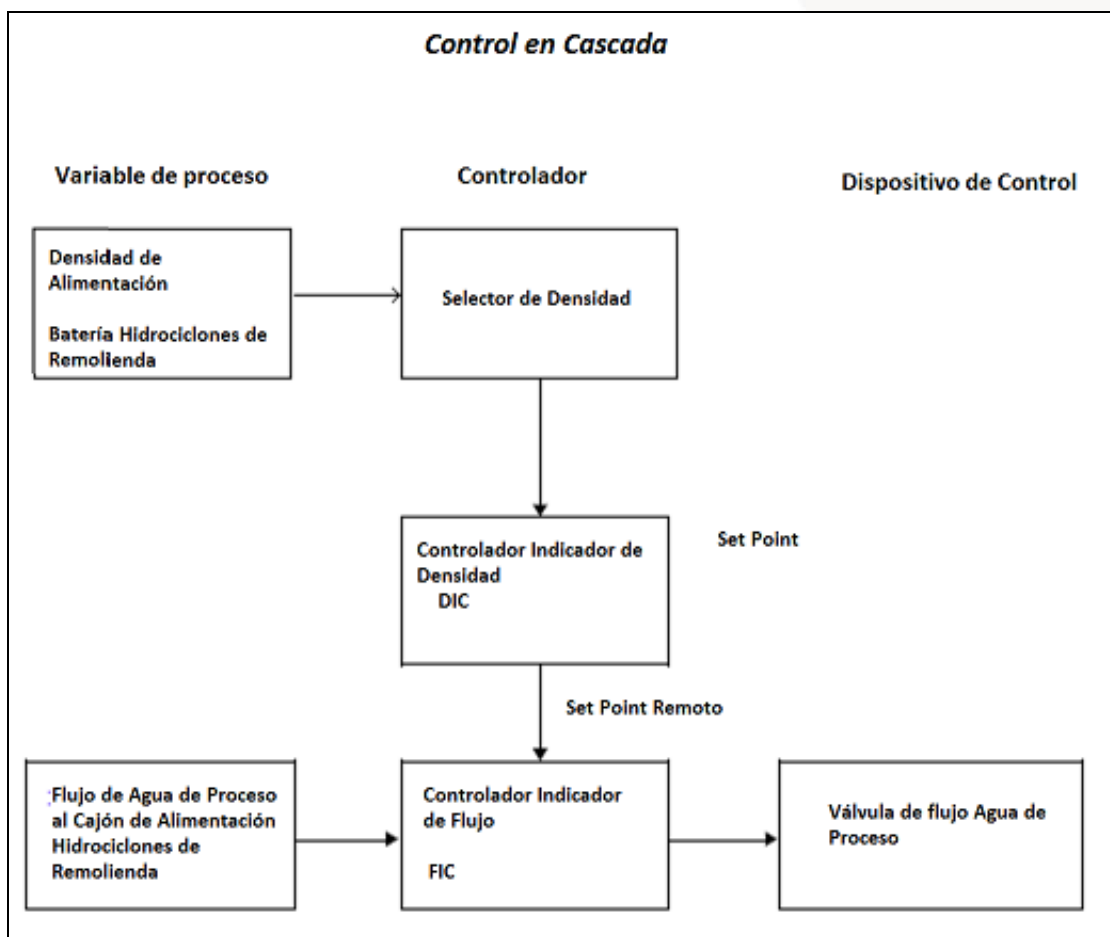 Control en Cascada
Variable de proceso
Controlador
Dispositivo de Control
Densidad de
Alimentación
Batería Hidrociclones de
Remolienda
Selector de Densidad
Controlador Indicador de
Densidad
DIC
Set Point
Set Point Remoto
Flujo de Agua de Proceso
al Cajón de Alimentación
Hidrociclones de
Remolienda
Controlador Indicador
de Flujo
FIC
Válvula de flujo Agua de
Proceso